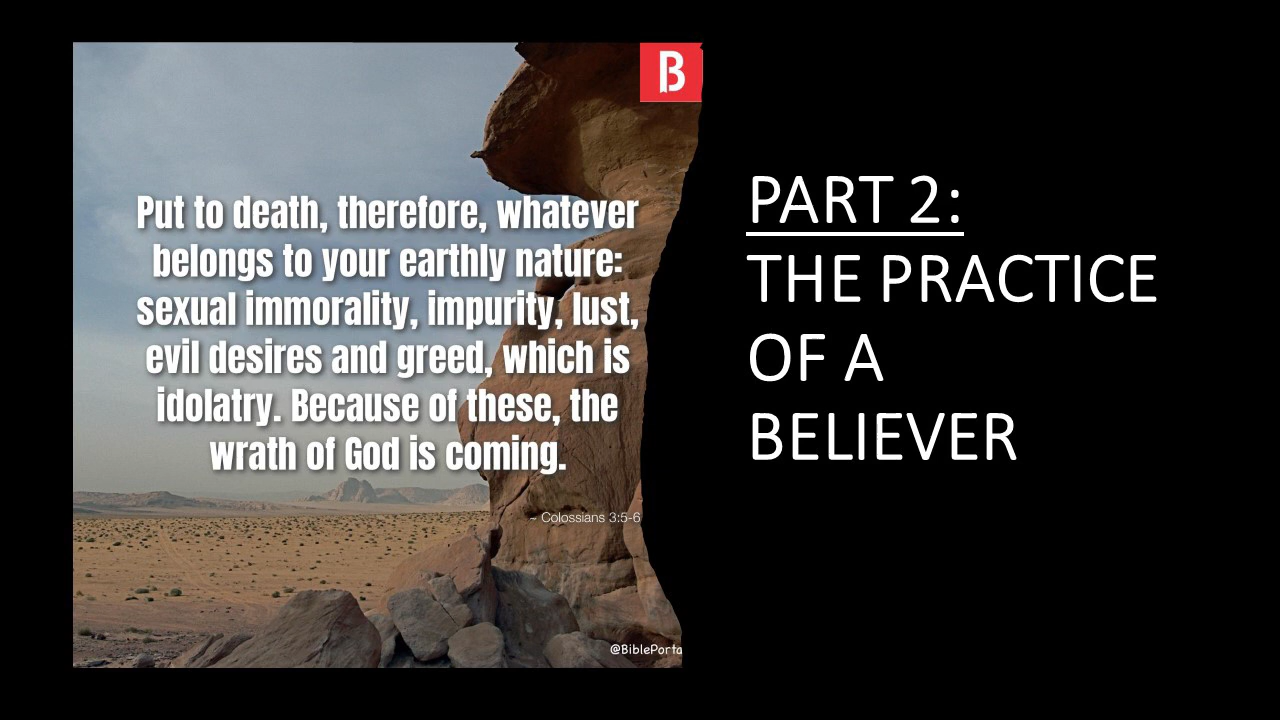 B
Put to death, therefore, whatever
belongs to your earthly nature:
sexual immorality, impurity, lust,
evil desires and greed, which is
idolatry. Because of these, the
wrath of God is coming.
~ Colossians 3:5-6
@BiblePorta
PART 2:
THE PRACTICE
OF A
BELIEVER